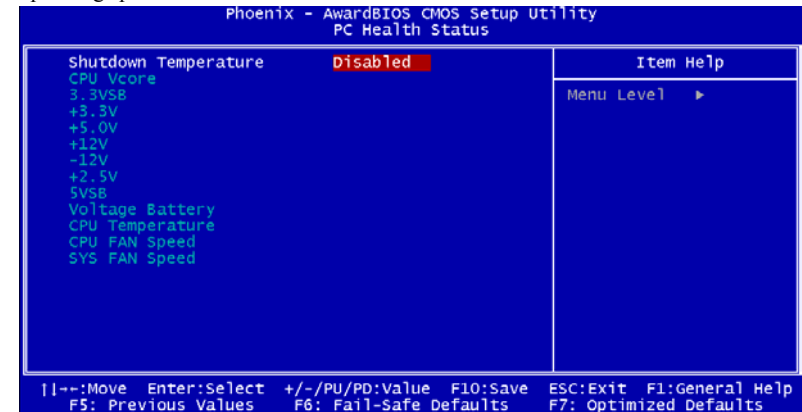 Phoenix - AwardBIOS CMOS Setup Utility
PC Health Status
Shutdown Temperature Disabled
CPU Vcore
3.3VSB
+3.3V
+5.0V
+12V
-12V
+2.5V
5VSB
Voltage Battery
CPU Temperature
CPU FAN Speed
SYS FAN Speed
Item Help
Menu Level ►
↑↓→←:Move Enter:Select +/-/PU/PD:Value F10:Save ESC:Exit F1:General Help
F5: Previous Values F6: Fail-Safe Defaults F7: Optimized Defaults